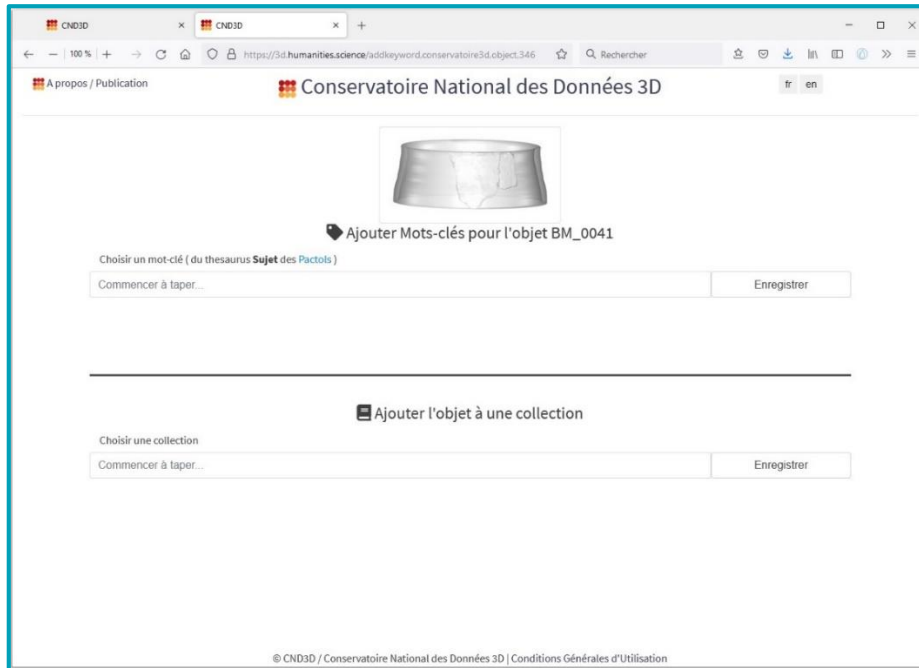 CND3D
CND3D
100 %
https://3d.humanities.science/addkeyword.conservatoire3d.object.346
Rechercher
A propos / Publication
Conservatoire National des Données 3D
fr en
Ajouter Mots-clés pour l'objet BM_0041
Choisir un mot-clé ( du thesaurus Sujet des Pactols )
Commencer à taper...
Enregistrer
Ajouter l'objet à une collection
Choisir une collection
Commencer à taper...
Enregistrer
© CND3D / Conservatoire National des Données 3D | Conditions Générales d'Utilisation